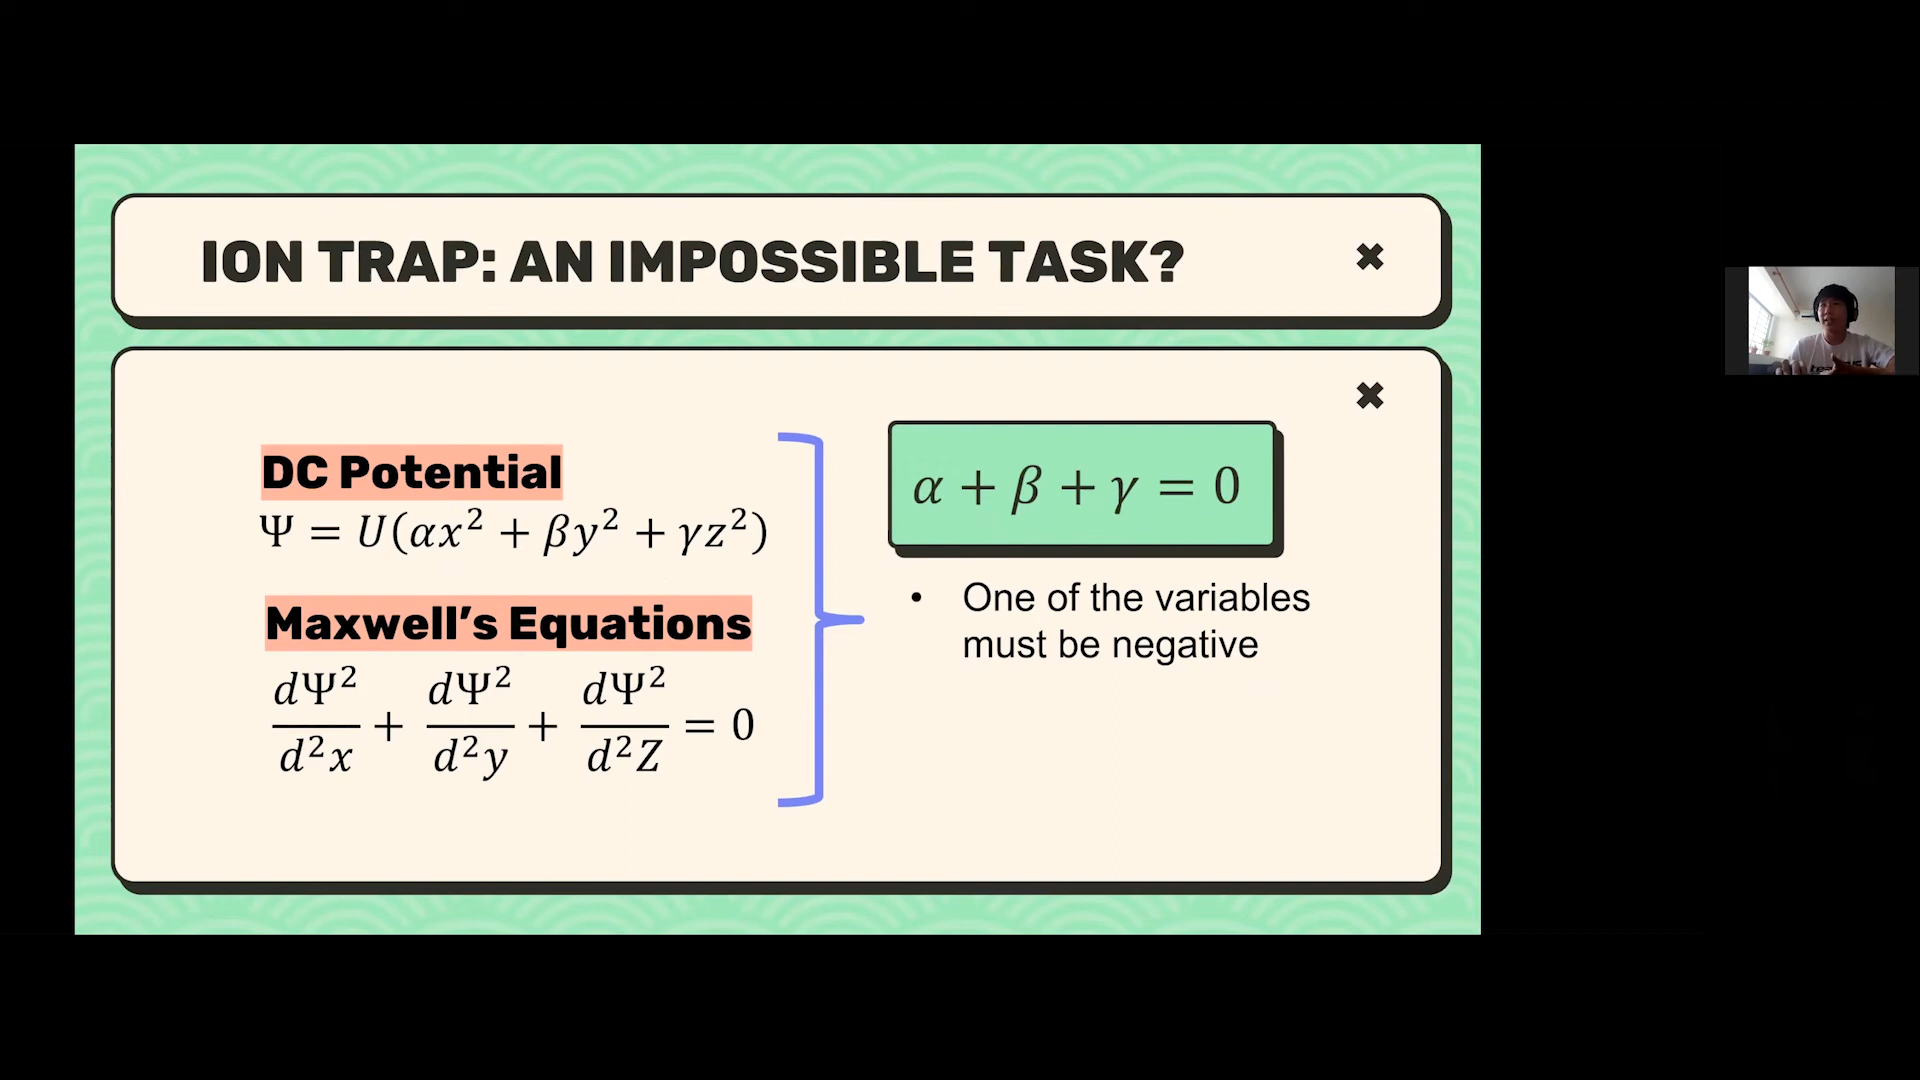 ION TRAP: AN IMPOSSIBLE TASK?
DC Potential
Ψ = U(αx² + βy² + γz²)
Maxwell's Equations
dΨ²/d²x + dΨ²/d²y + dΨ²/d²Z = 0
α + β + γ = 0
• One of the variables
must be negative